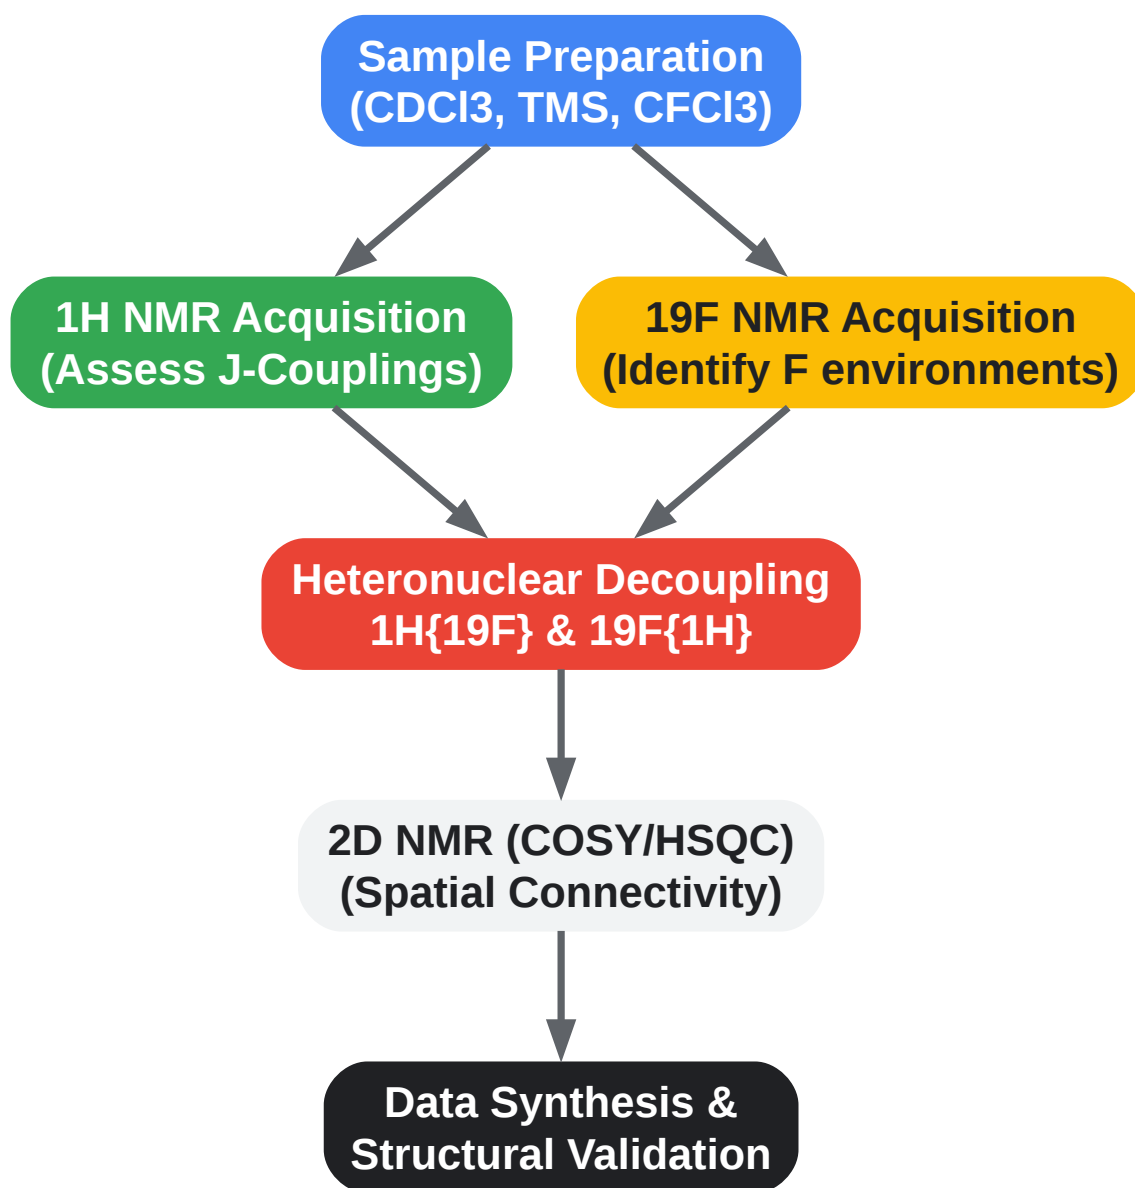 Sample Preparation
(CDCl3, TMS, CFCl3)
1H NMR Acquisition
(Assess J-Couplings)
19F NMR Acquisition
(Identify F environments)
Heteronuclear Decoupling
1H{19F} & 19F{1H}
2D NMR (COSY/HSQC)
(Spatial Connectivity)
Data Synthesis &
Structural Validation